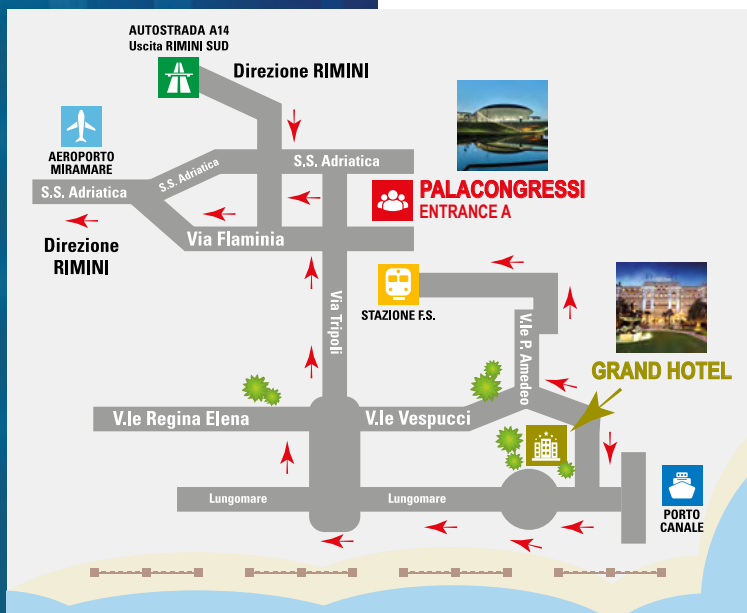 AUTOSTRADA A14
Uscita RIMINI SUD
Direzione RIMINI
AEROPORTO
MIRAMARE
S.S. Adriatica
S.S. Adriatica
S.S. Adriatica
PALACONGRESSI
ENTRANCE A
Direzione
RIMINI
Via Flaminia
STAZIONE F.S.
Via Tripoli
V.le P. Amedeo
GRAND HOTEL
V.le Regina Elena
V.le Vespucci
Lungomare
Lungomare
PORTO
CANALE